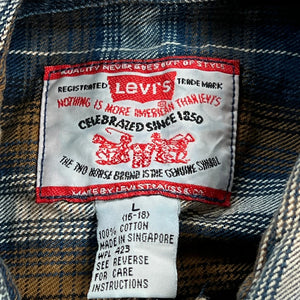 QUALITY NEVER GOES OUT OF STYLE
REGISTERED Levi's TRADE MARK
NOTHING IS MORE AMERICAN THAN LEVI'S
CELEBRATED SINCE 1850
THE TWO HORSE BRAND IS THE GENUINE SYMBOL
MADE BY LEVI STRAUSS & CO.
L
(16-18)
100% COTTON
MADE IN SINGAPORE
WPL 423
SEE REVERSE
FOR CARE
INSTRUCTIONS